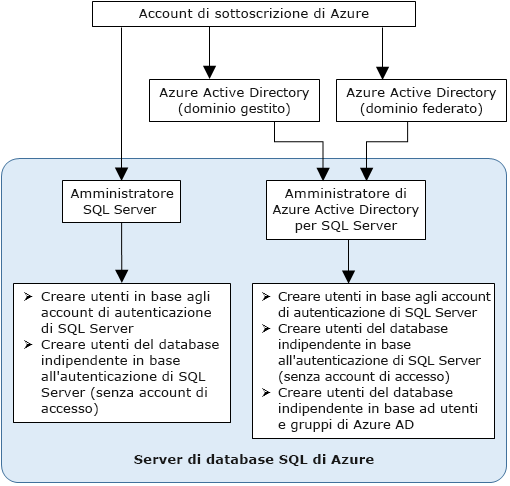 Account di sottoscrizione di Azure
Azure Active Directory
(dominio gestito)
Azure Active Directory
(dominio federato)
Amministratore
SQL Server
Amministratore di
Azure Active Directory
per SQL Server
➢ Creare utenti in base agli
account di autenticazione
di SQL Server
➢ Creare utenti del database
indipendente in base
all'autenticazione di SQL
Server (senza account di
accesso)
➢ Creare utenti in base agli account
di autenticazione di SQL Server
➢ Creare utenti del database
indipendente in base
all'autenticazione di SQL Server
(senza account di accesso)
➢ Creare utenti del database
indipendente in base ad utenti
e gruppi di Azure AD
Server di database SQL di Azure